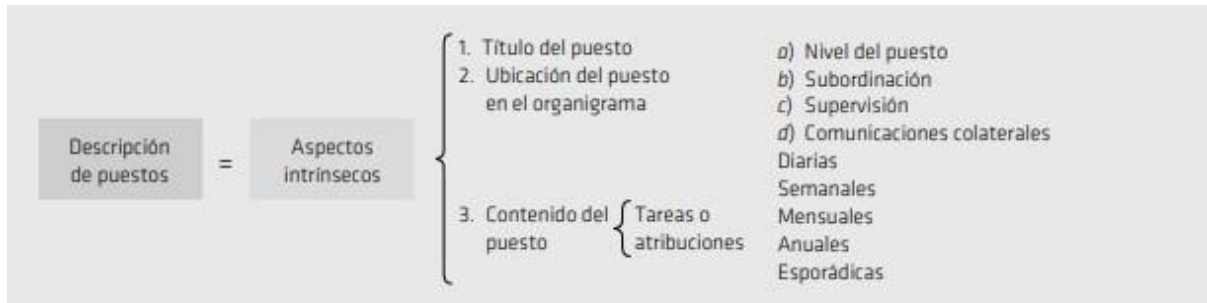 Descripción
de puestos
=
Aspectos
intrínsecos
1. Título del puesto
2. Ubicación del puesto
en el organigrama
a) Nivel del puesto
b) Subordinación
c) Supervisión
d) Comunicaciones colaterales
3. Contenido del
puesto
Tareas o
atribuciones
Diarias
Semanales
Mensuales
Anuales
Esporádicas